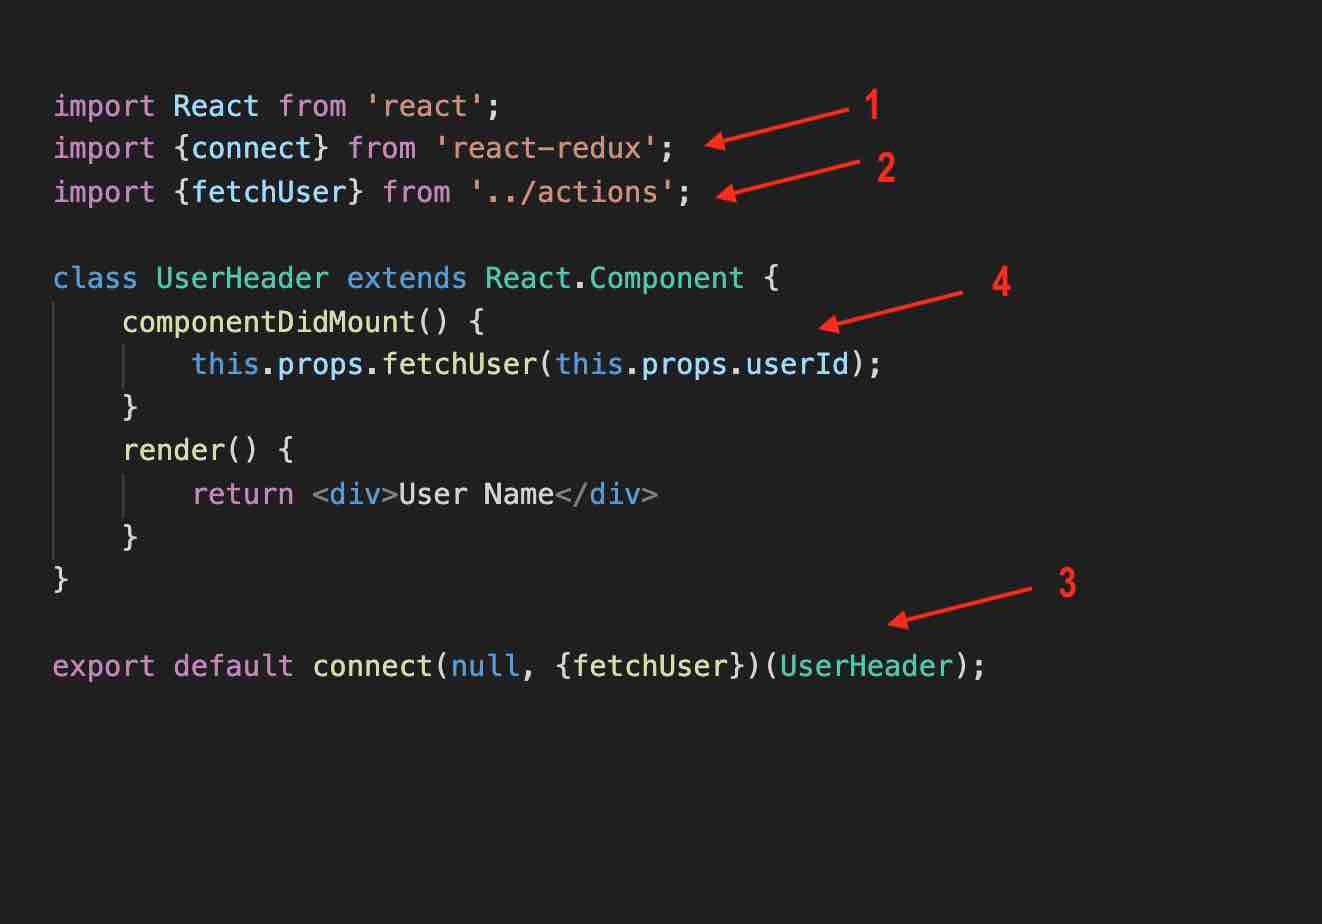 import React from 'react';
import {connect} from 'react-redux'; 1
import {fetchUser} from '../actions'; 2
class UserHeader extends React.Component { 4
componentDidMount() {
this.props.fetchUser(this.props.userId);
}
render() {
return <div>User Name</div>
}
}
3
export default connect(null, {fetchUser})(UserHeader);